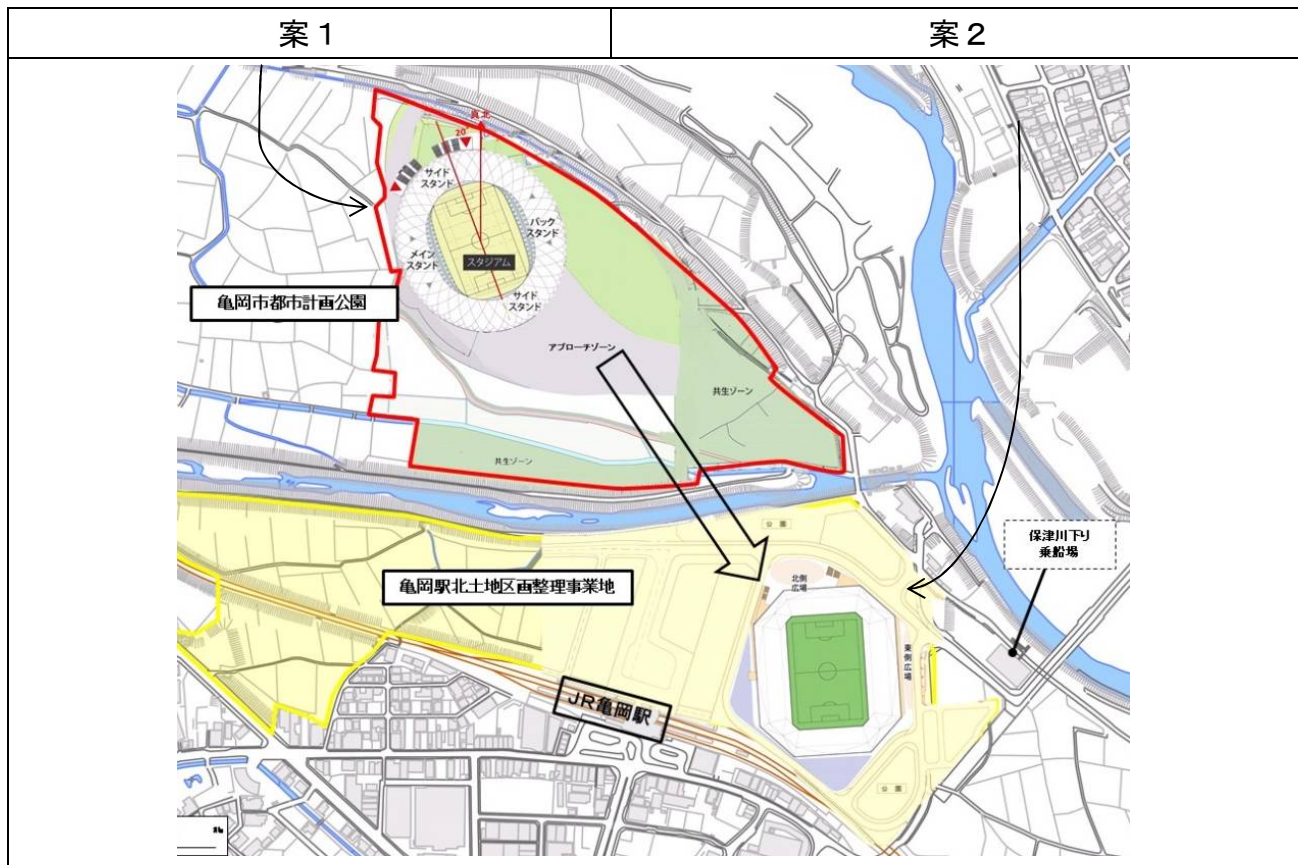 案1
案2
真北
20°
サイド
スタンド
バック
スタンド
メイン
スタンド
スタジアム
サイド
スタンド
亀岡市都市計画公園
アプローチゾーン
共生ゾーン
共生ゾーン
公園
保津川下り
乗船場
北側
広場
亀岡駅北土地区画整理事業地
東側広場
JR亀岡駅
公園